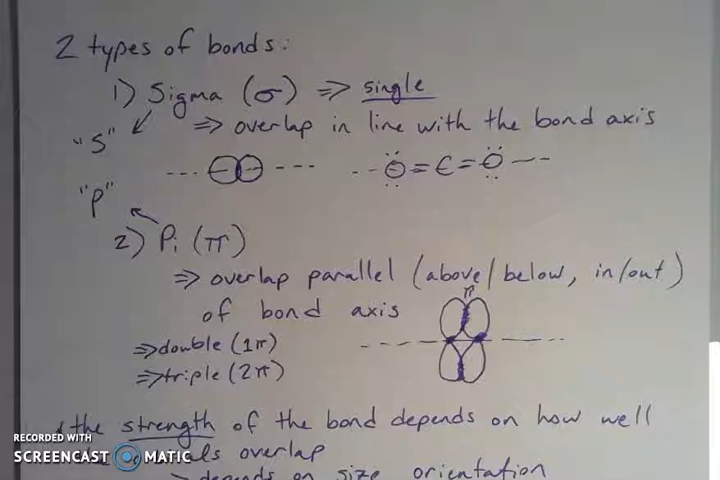 2 types of bonds:
1) Sigma (σ) ⇒ single
"s" ⇒ overlap in line with the bond axis
O = C = O
"p"
2) Pi (π)
⇒ overlap parallel (above/below, in/out)
of bond axis
π
⇒ double (1π)
⇒ triple (2π)
the strength of the bond depends on how well
overlap
depends on size orientation
RECORDED WITH
SCREENCAST MATIC